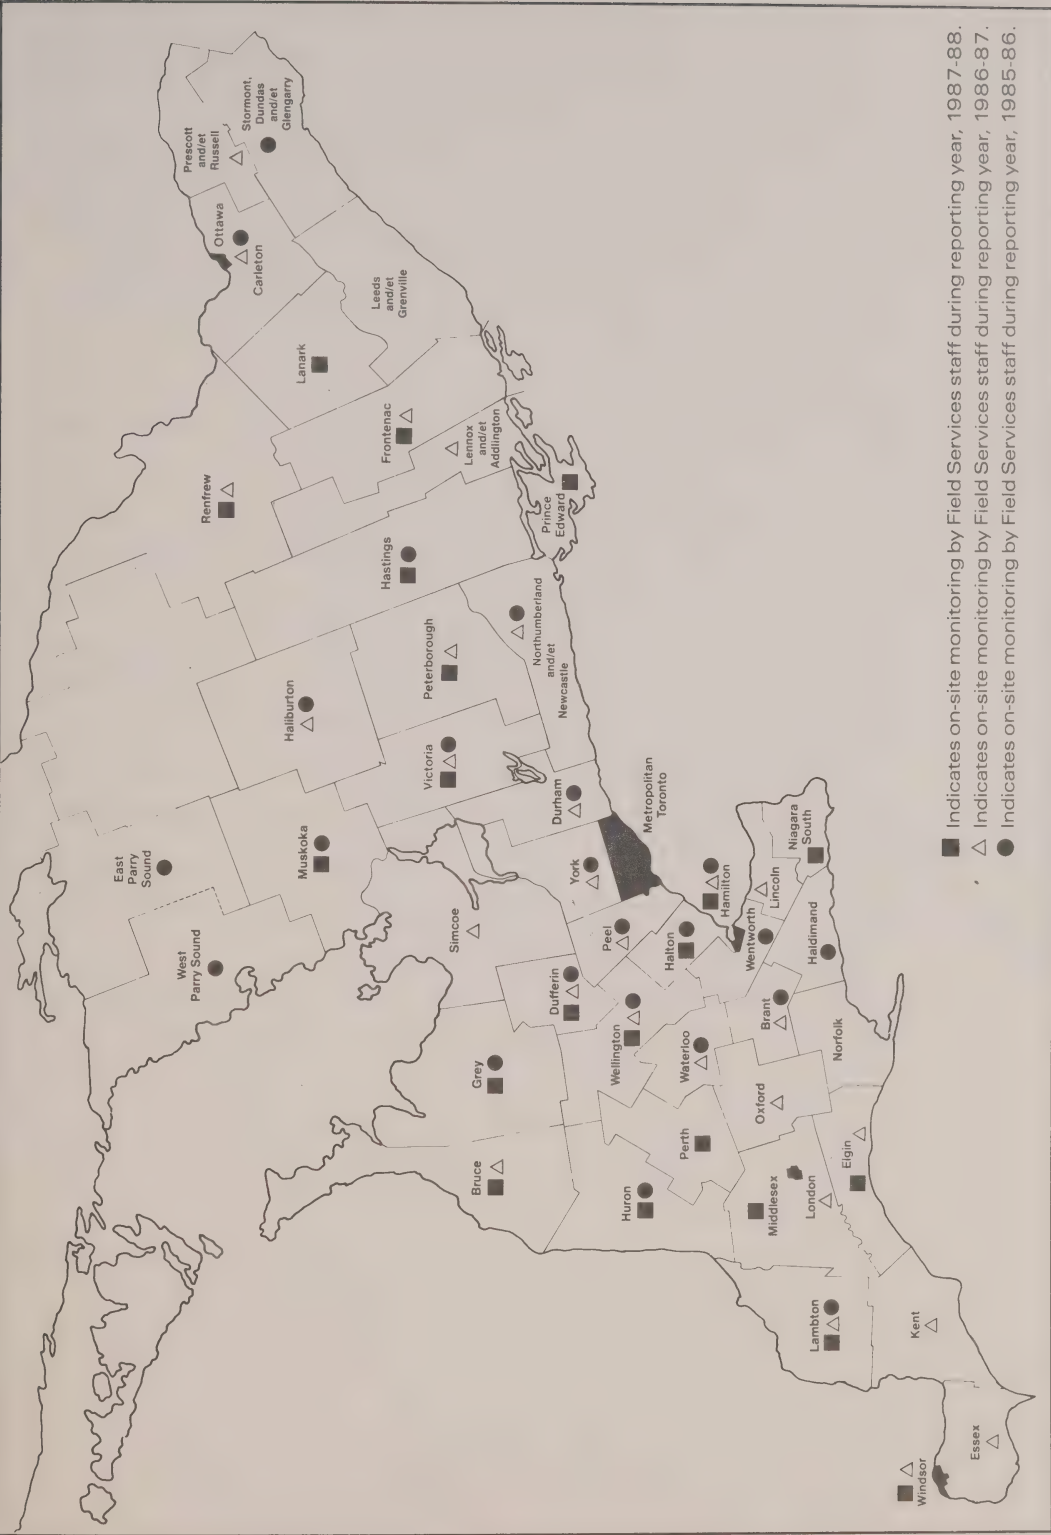 Prescott
and/et
Russell
Stormont,
Dundas
and/et
Glengarry
Ottawa
Carleton
Leeds
and/et
Grenville
Lanark
Frontenac
Lennox
and/et
Addlington
Renfrew
Prince
Edward
Hastings
Northumberland
and/et
Newcastle
Peterborough
Haliburton
Victoria
Durham
Metropolitan
Toronto
East
Parry
Sound
Muskoka
York
Simcoe
West
Parry Sound
Peel
Halton
Hamilton
Wentworth
Lincoln
Niagara
South
Haldimand
Dufferin
Wellington
Waterloo
Brant
Norfolk
Grey
Bruce
Huron
Perth
Oxford
Elgin
Middlesex
London
Lambton
Kent
Essex
Windsor
Indicates on-site monitoring by Field Services staff during reporting year, 1987-88.
Indicates on-site monitoring by Field Services staff during reporting year, 1986-87.
Indicates on-site monitoring by Field Services staff during reporting year, 1985-86.